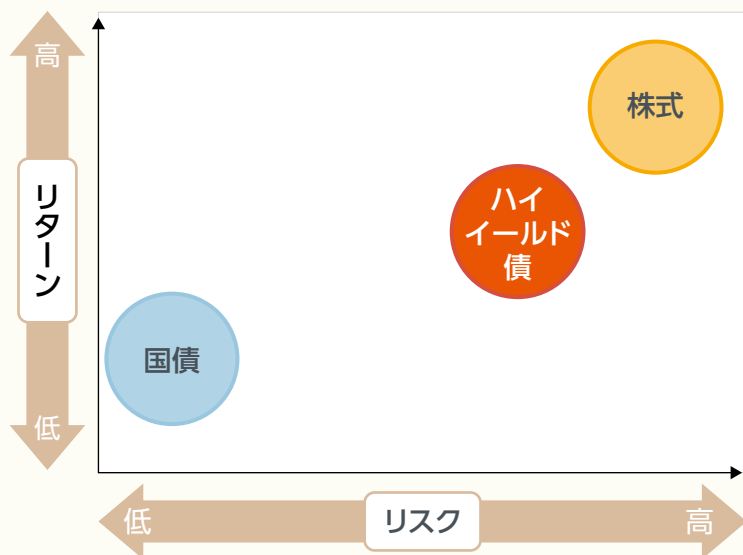 高
株式
ハイ
イールド
債
リターン
国債
低
低
リスク
高